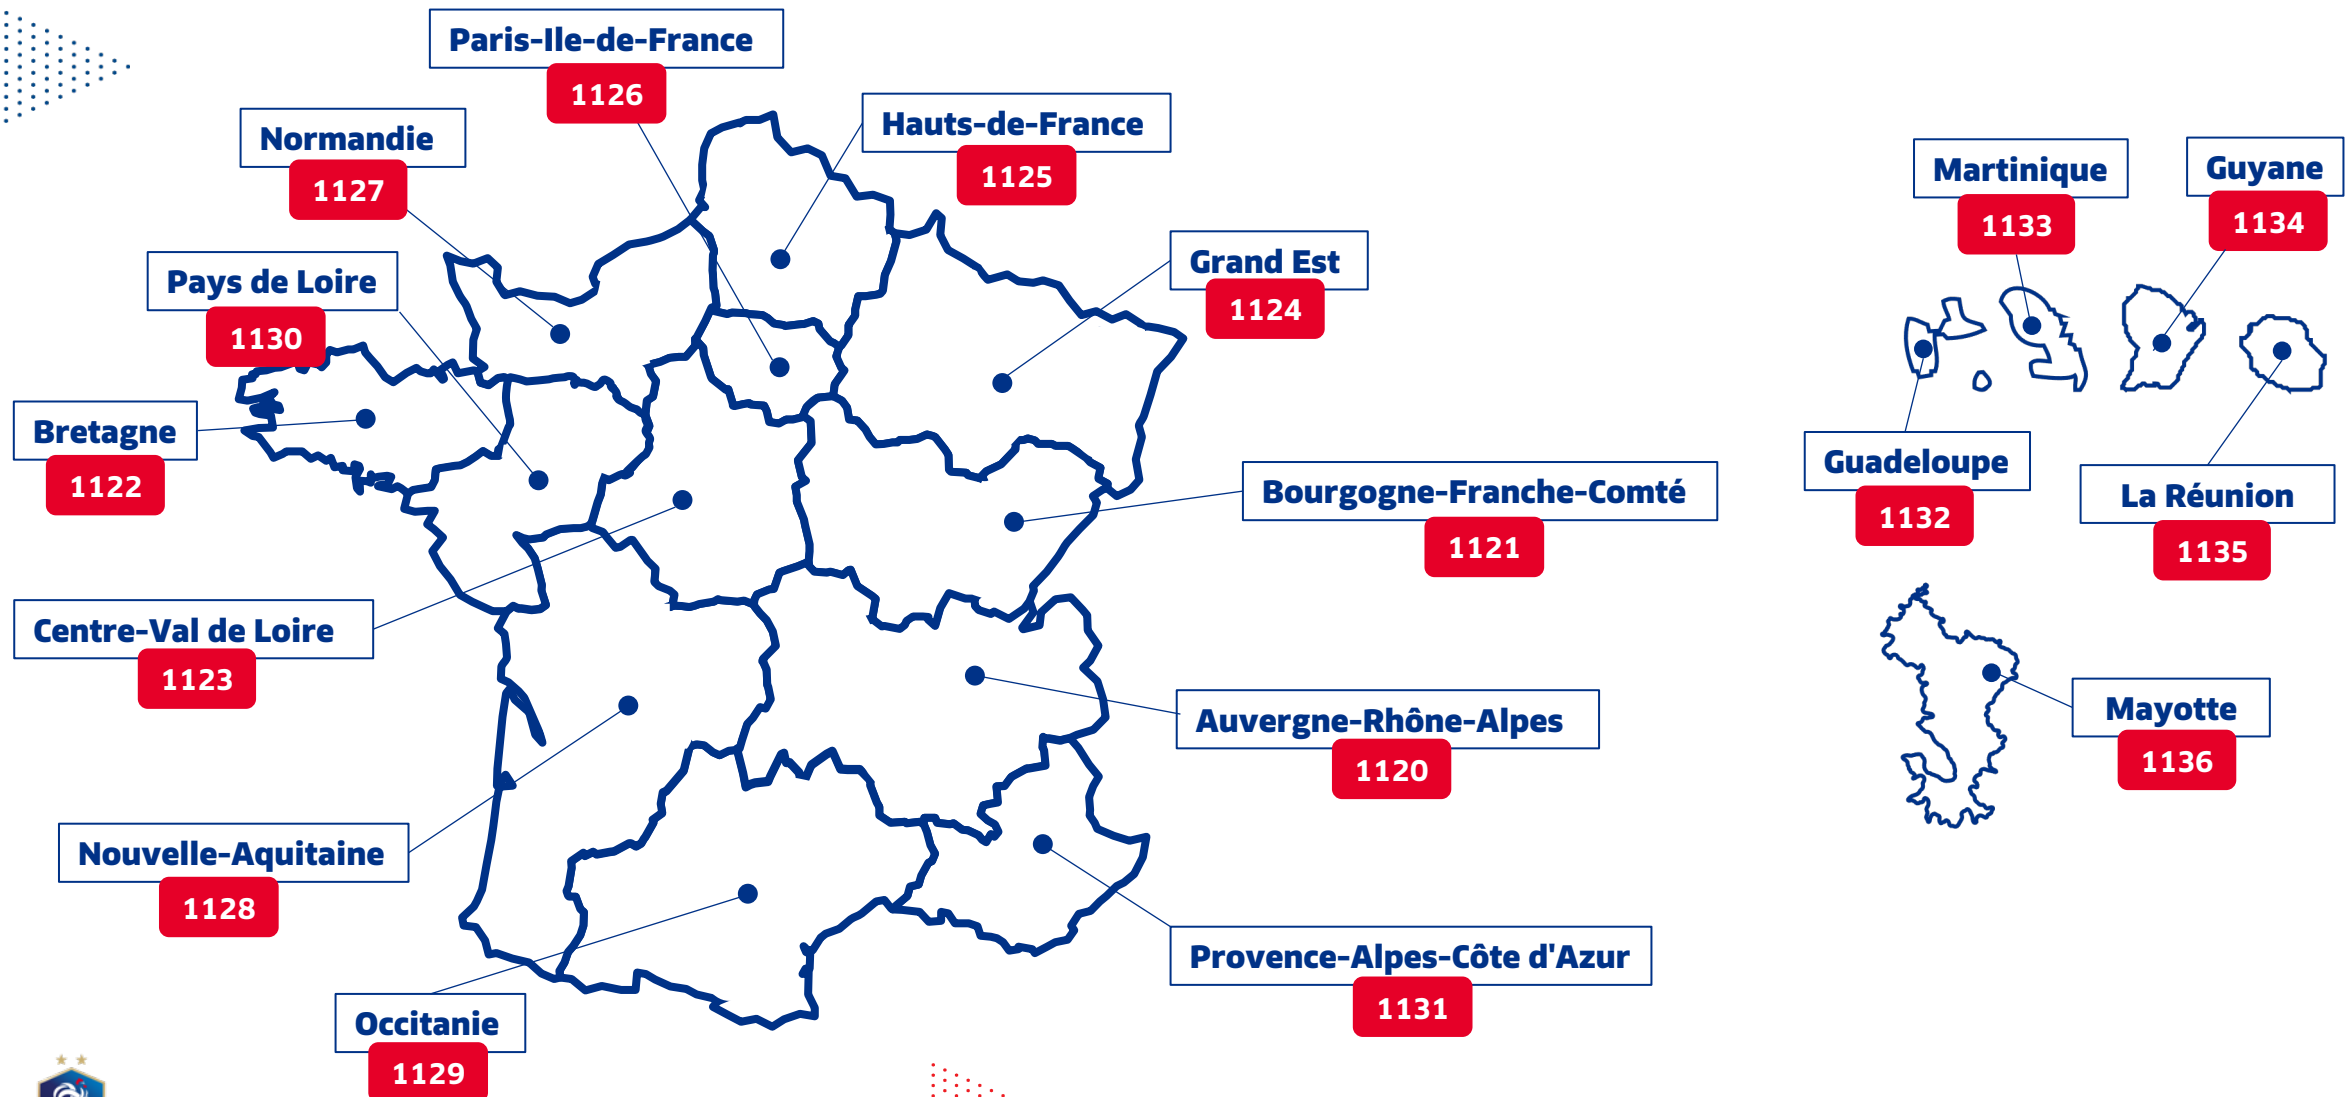 Paris-Ile-de-France
1126
Hauts-de-France
1125
Normandie
1127
Pays de Loire
1130
Grand Est
1124
Bretagne
1122
Bourgogne-Franche-Comté
1121
Centre-Val de Loire
1123
Auvergne-Rhône-Alpes
1120
Nouvelle-Aquitaine
1128
Provence-Alpes-Côte d'Azur
1131
Occitanie
1129
Martinique
1133
Guyane
1134
Guadeloupe
1132
La Réunion
1135
Mayotte
1136